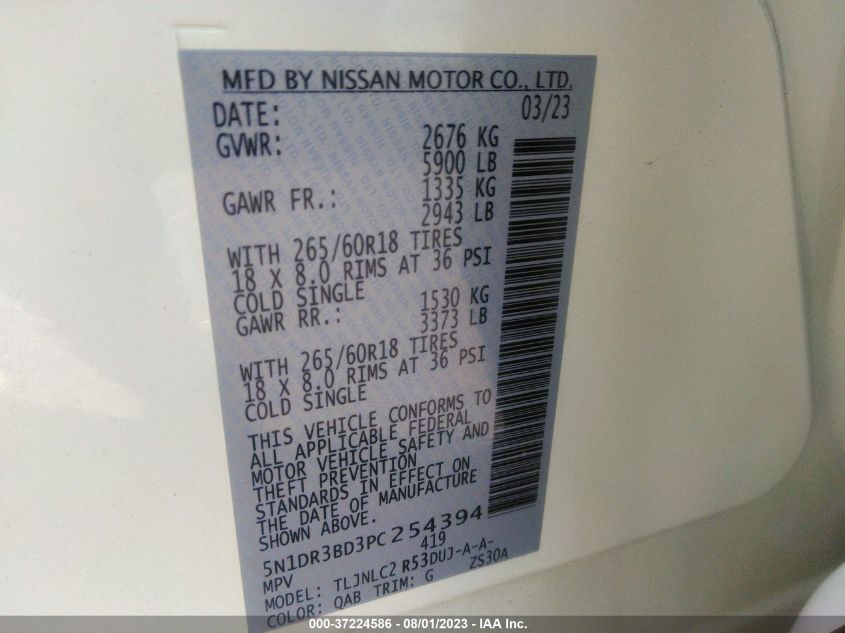 MFD BY NISSAN MOTOR CO., LTD.
DATE: 03/23
GVWR: 2676 KG
5900 LB
GAWR FR.: 1335 KG
2943 LB
WITH 265/60R18 TIRES
18 X 8.0 RIMS AT 36 PSI
COLD SINGLE
GAWR RR.: 1530 KG
3373 LB
WITH 265/60R18 TIRES
18 X 8.0 RIMS AT 36 PSI
COLD SINGLE
THIS VEHICLE CONFORMS TO
ALL APPLICABLE FEDERAL
MOTOR VEHICLE SAFETY AND
THEFT PREVENTION
STANDARDS IN EFFECT ON
THE DATE OF MANUFACTURE
SHOWN ABOVE.
5N1DR3BD3PC254394
MPV 419
MODEL: TLJNLC2 R53DUJ-A-A-
COLOR: QAB TRIM: G ZS30A
000-37224586 - 08/01/2023 - IAA Inc.